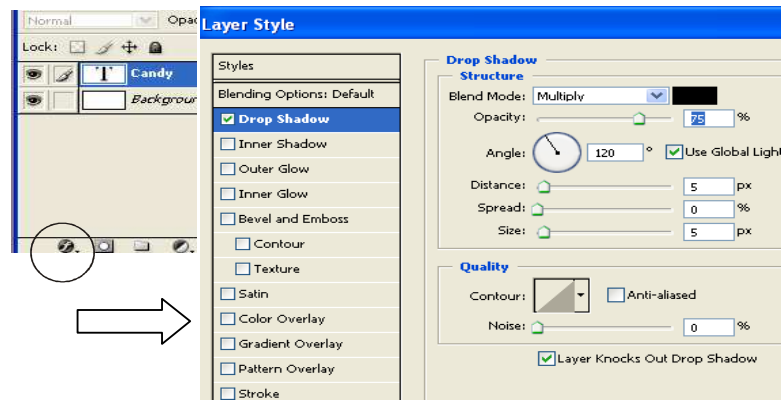 Normal
Opac
Lock:
T Candy
Backgrour
Layer Style
Styles
Blending Options: Default
Drop Shadow
Inner Shadow
Outer Glow
Inner Glow
Bevel and Emboss
Contour
Texture
Satin
Color Overlay
Gradient Overlay
Pattern Overlay
Stroke
Drop Shadow
Structure
Blend Mode: Multiply
Opacity: 75 %
Angle: 120 ° Use Global Light
Distance: 5 px
Spread: 0 %
Size: 5 px
Quality
Contour: Anti-aliased
Noise: 0 %
Layer Knocks Out Drop Shadow